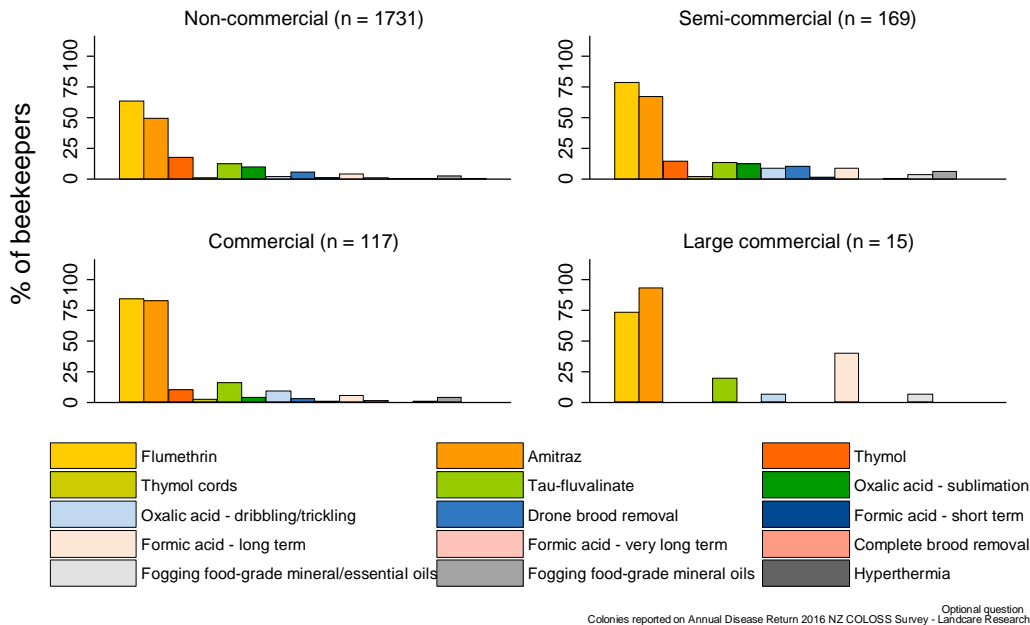 Non-commercial (n = 1731)
Semi-commercial (n = 169)
% of beekeepers
0 25 50 75 100
0 25 50 75 100
Commercial (n = 117)
Large commercial (n = 15)
0 25 50 75 100
0 25 50 75 100
Flumethrin
Amitraz
Thymol
Thymol cords
Tau-fluvalinate
Oxalic acid - sublimation
Oxalic acid - dribbling/trickling
Drone brood removal
Formic acid - short term
Formic acid - long term
Formic acid - very long term
Complete brood removal
Fogging food-grade mineral/essential oils
Fogging food-grade mineral oils
Hyperthermia
Optional question
Colonies reported on Annual Disease Return 2016 NZ COLOSS Survey - Landcare Research